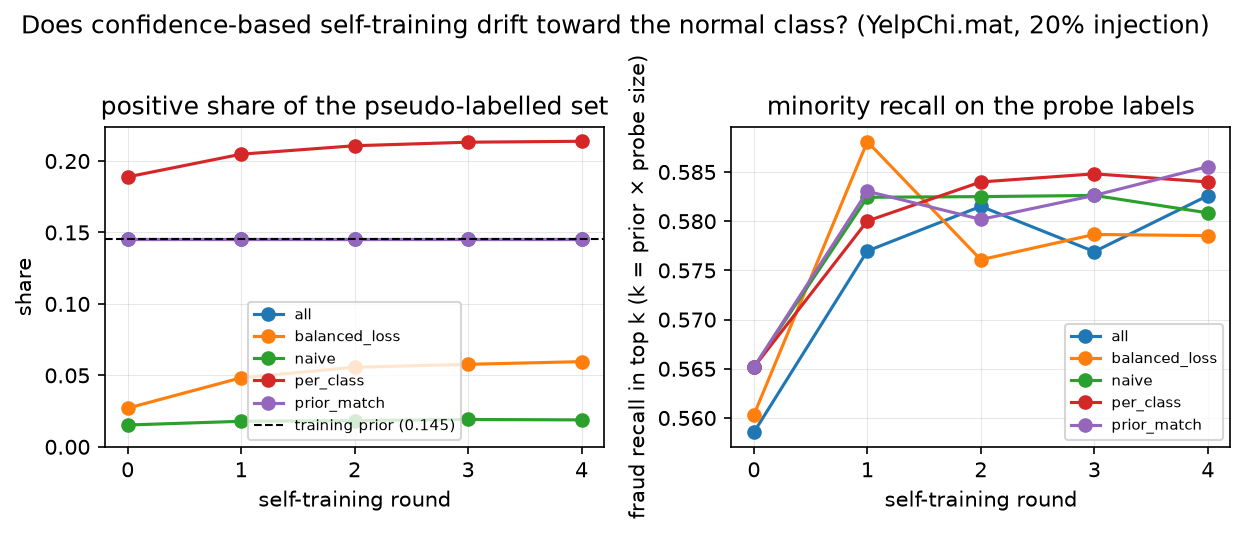 Does confidence-based self-training drift toward the normal class? (YelpChi.mat, 20% injection)
positive share of the pseudo-labelled set
share
0.20
0.15
0.10
0.05
0.00
0 1 2 3 4
self-training round
all
balanced_loss
naive
per_class
prior_match
training prior (0.145)
minority recall on the probe labels
fraud recall in top k (k = prior × probe size)
0.585
0.580
0.575
0.570
0.565
0.560
0 1 2 3 4
self-training round
all
balanced_loss
naive
per_class
prior_match